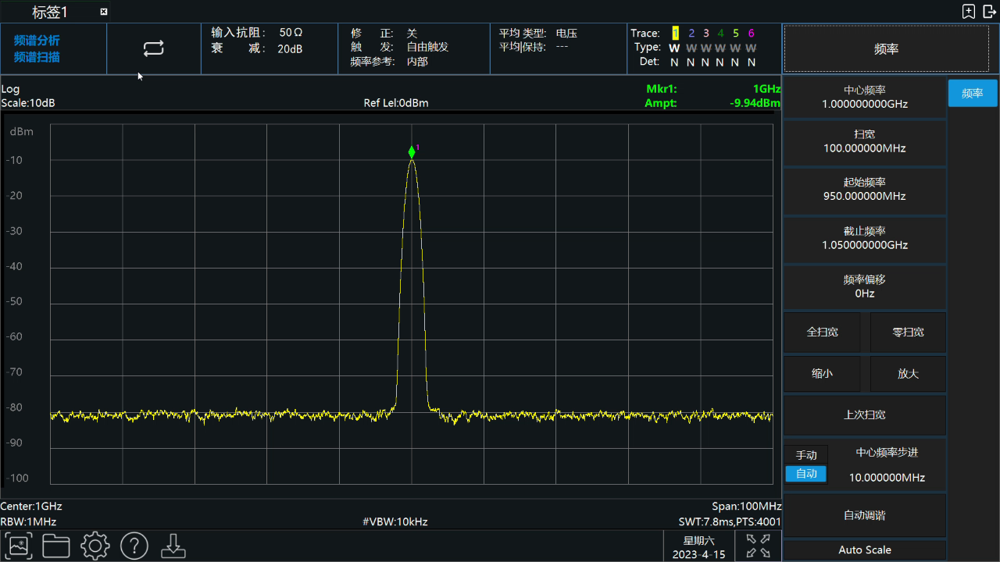 标签1
频谱分析
频谱扫描
输入抗阻: 50Ω
衰 减: 20dB
修 正: 关
触 发: 自由触发
频率参考: 内部
平均 类型: 电压
平均|保持: ---
Trace: 1 2 3 4 5 6
Type: W W W W W W
Det: N N N N N N
频率
Log
Scale:10dB
Ref Lel:0dBm
Mkr1: 1GHz
Ampt: -9.94dBm
dBm
-10
-20
-30
-40
-50
-60
-70
-80
-90
-100
1
Center:1GHz
Span:100MHz
RBW:1MHz
#VBW:10kHz
SWT:7.8ms,PTS:4001
星期六
2023-4-15
中心频率
1.000000000GHz
频率
扫宽
100.000000MHz
起始频率
950.000000MHz
截止频率
1.050000000GHz
频率偏移
0Hz
全扫宽 零扫宽
缩小 放大
上次扫宽
手动
自动
中心频率步进
10.000000MHz
自动调谐
Auto Scale